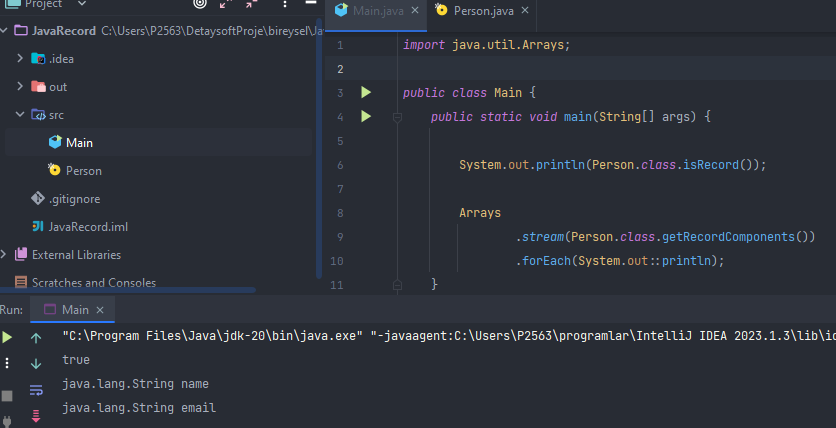 Project
JavaRecord C:\Users\P2563\DetaysoftProje\bireysel\Ja
.idea
out
src
Main
Person
.gitignore
JavaRecord.iml
External Libraries
Scratches and Consoles
Main.java
Person.java
1 import java.util.Arrays;
2
3 public class Main {
4 public static void main(String[] args) {
5
6 System.out.println(Person.class.isRecord());
7
8 Arrays
9 .stream(Person.class.getRecordComponents())
10 .forEach(System.out::println);
11 }
Run: Main
"C:\Program Files\Java\jdk-20\bin\java.exe" "-javaagent:C:\Users\P2563\programlar\IntelliJ IDEA 2023.1.3\lib\id
true
java.lang.String name
java.lang.String email